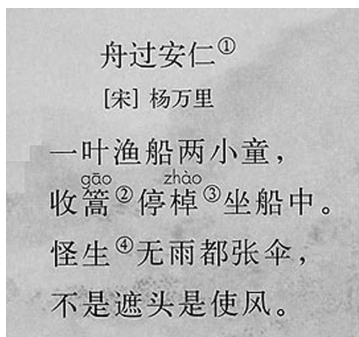 舟过安仁①
[宋] 杨万里
一叶渔船两小童，
gāo zhào
收篙②停棹③坐船中。
怪生④无雨都张伞，
不是遮头是使风。